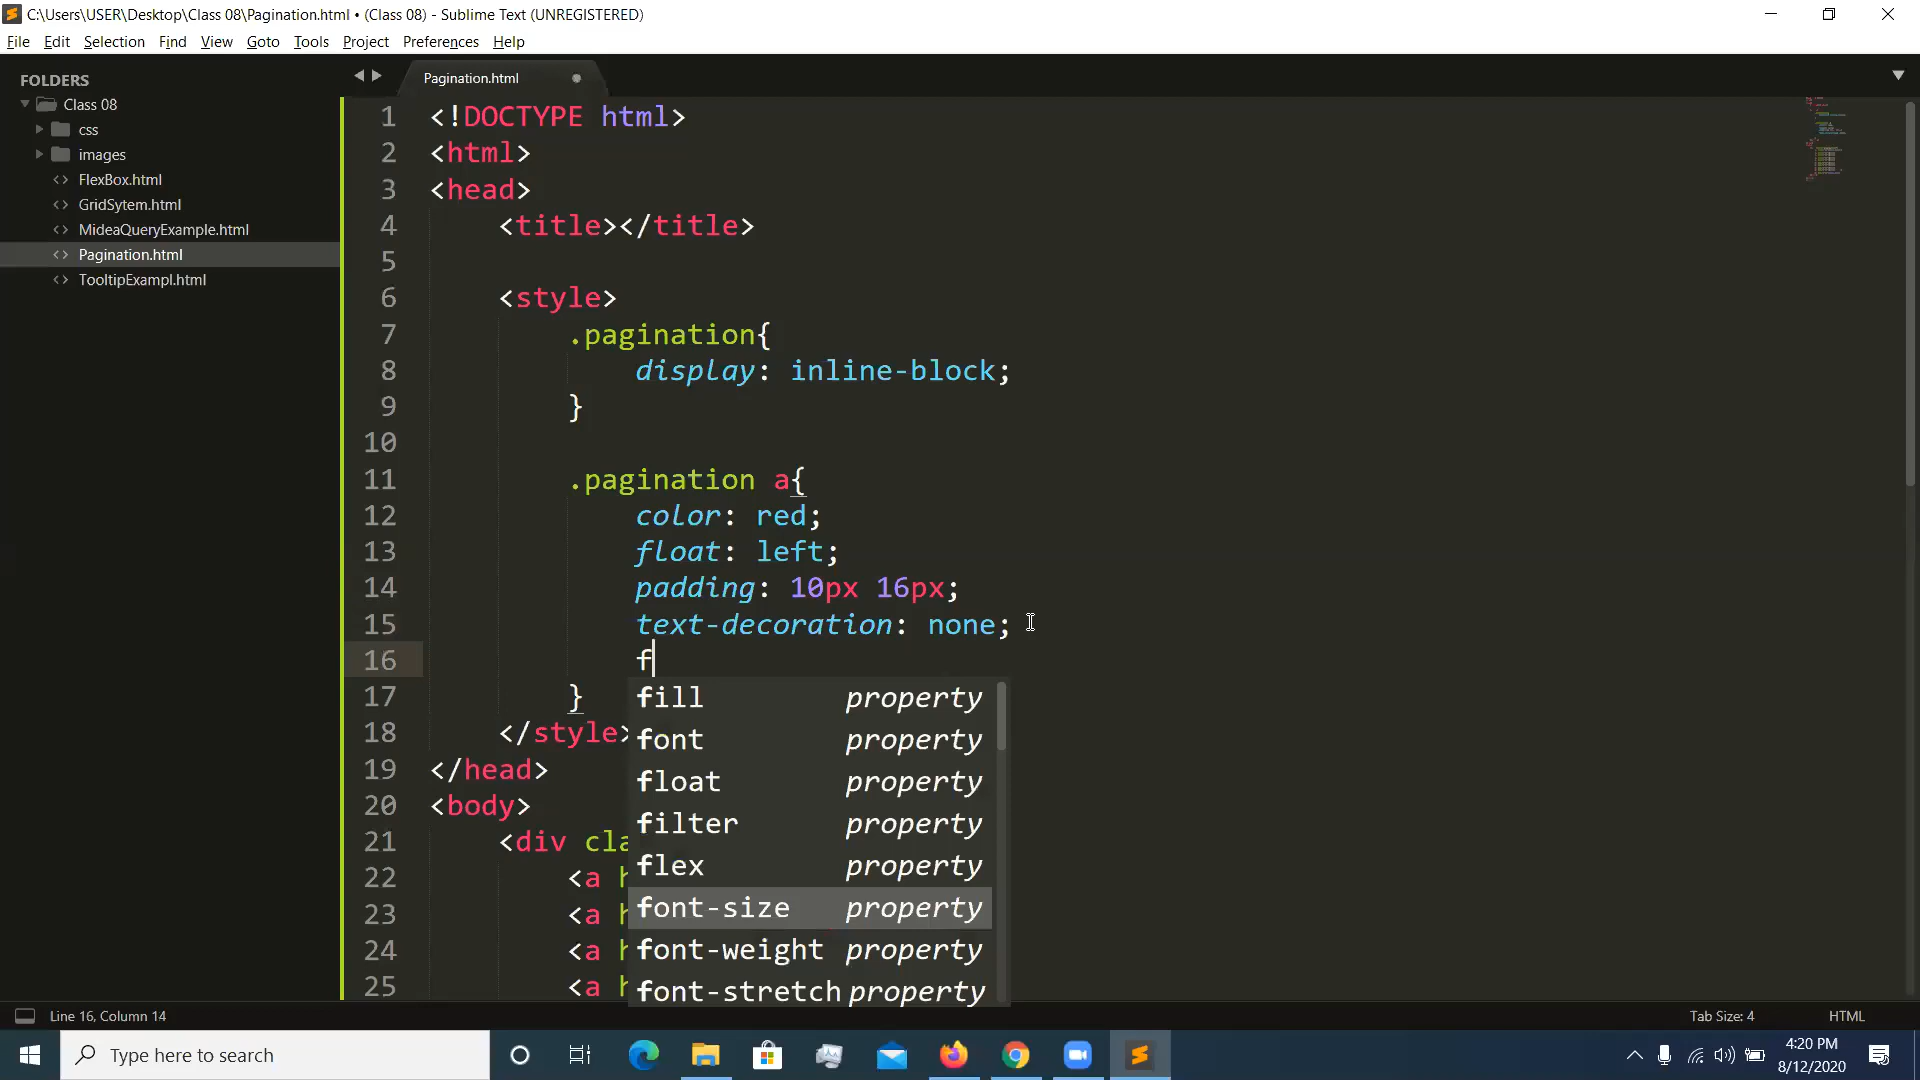 C:\Users\USER\Desktop\Class 08\Pagination.html • (Class 08) - Sublime Text (UNREGISTERED)
File Edit Selection Find View Goto Tools Project Preferences Help
FOLDERS
Class 08
css
images
FlexBox.html
GridSytem.html
MideaQueryExample.html
Pagination.html
TooltipExampl.html
Pagination.html
1 <!DOCTYPE html>
2 <html>
3 <head>
4 <title></title>
5
6 <style>
7 .pagination{
8 display: inline-block;
9 }
10
11 .pagination a{
12 color: red;
13 float: left;
14 padding: 10px 16px;
15 text-decoration: none;
16 f
17 }
18 </style>
19 </head>
20 <body>
21 <div cla
22 <a h
23 <a h
24 <a h
25 <a h
fill property
font property
float property
filter property
flex property
font-size property
font-weight property
font-stretch property
Line 16, Column 14
Tab Size: 4
HTML
Type here to search
4:20 PM
8/12/2020